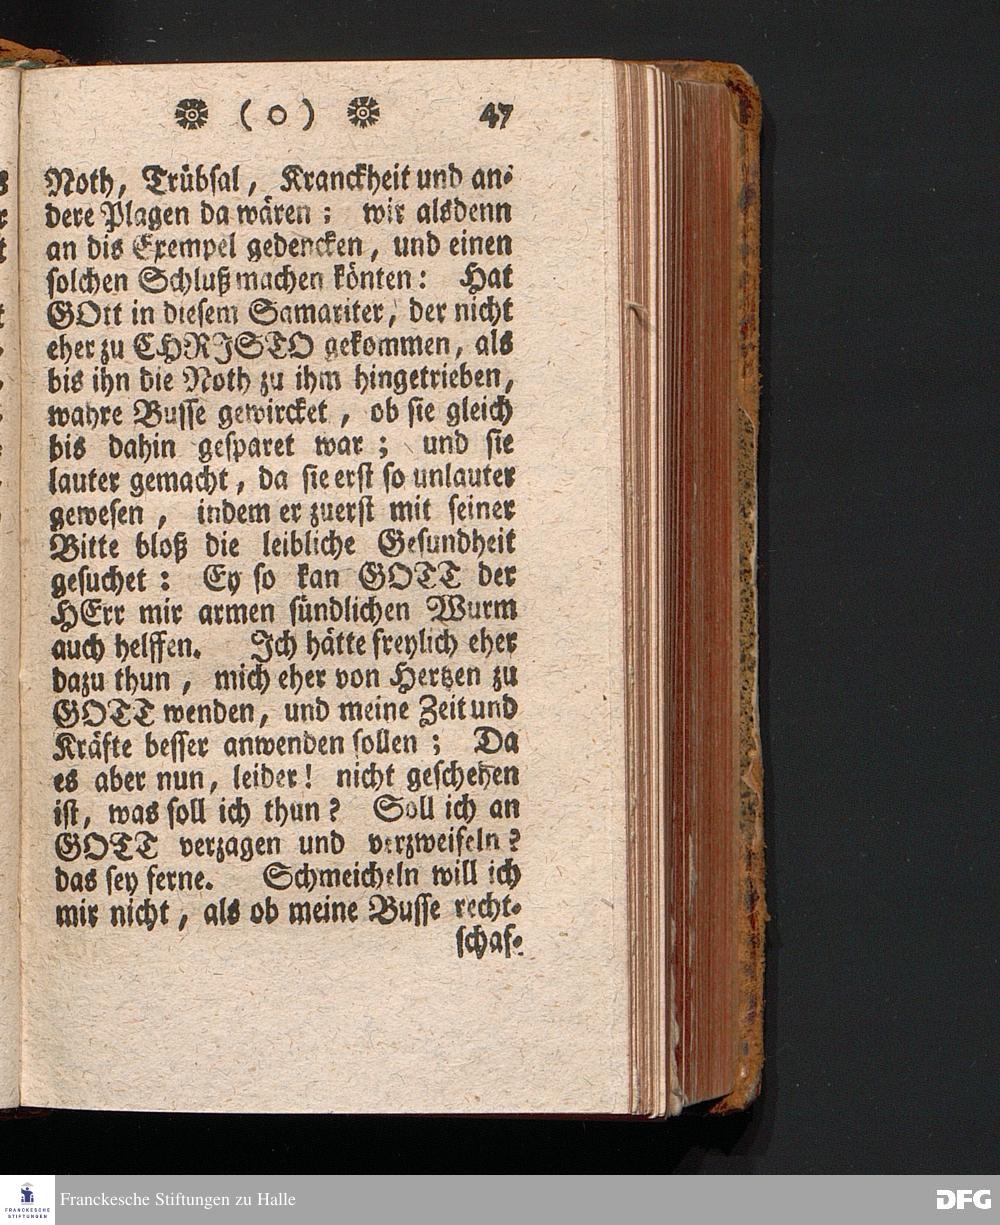 ( o ) 47
Noth, Trübsal, Kranckheit und an-
dere Plagen da wären; wir alsdenn
an dis Exempel gedencken, und einen
solchen Schluß machen könten: Hat
GOtt in diesem Samariter, der nicht
eher zu CHRJSTO gekommen, als
bis ihn die Noth zu ihm hingetrieben,
wahre Busse gewircket, ob sie gleich
bis dahin gesparet war; und sie
lauter gemacht, da sie erst so unlauter
gewesen, indem er zuerst mit seiner
Bitte bloß die leibliche Gesundheit
gesuchet: Ey so kan GOTT der
HErr mir armen sündlichen Wurm
auch helffen. Jch hätte freylich eher
dazu thun, mich eher von Hertzen zu
GOTT wenden, und meine Zeit und
Kräfte besser anwenden sollen; Da
es aber nun, leider! nicht geschehen
ist, was soll ich thun? Soll ich an
GOTT verzagen und verzweifeln?
das sey ferne. Schmeicheln will ich
mir nicht, als ob meine Busse recht-
schaf-
FRANCKESCHE
STIFTUNGEN
Franckesche Stiftungen zu Halle
DFG